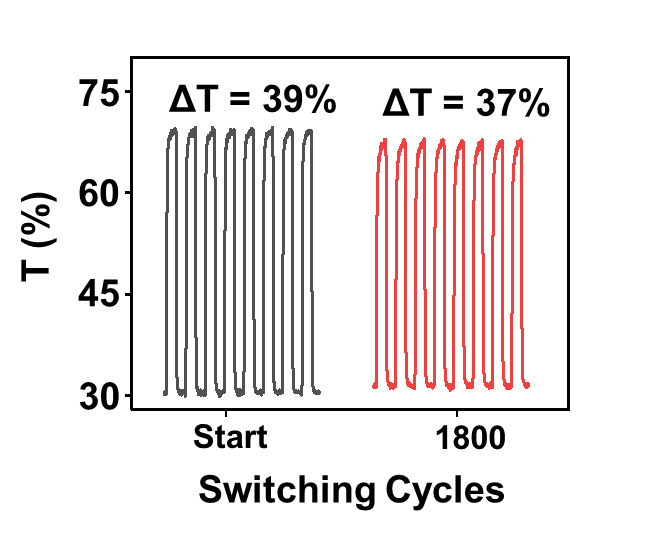 ΔT = 39%
ΔT = 37%
75
60
45
30
T (%)
Start
1800
Switching Cycles